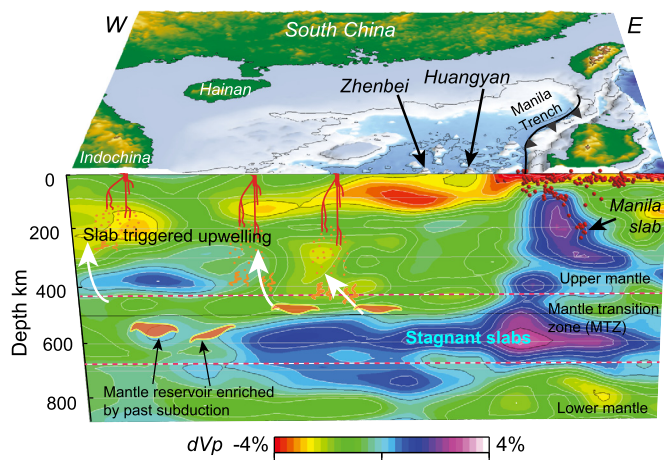 W
E
South China
Hainan
Zhenbei
Huangyan
Manila
Trench
Indochina
0
200
400
600
800
Depth km
Slab triggered upwelling
Manila
slab
Upper mantle
Mantle transition
zone (MTZ)
Stagnant slabs
Mantle reservoir enriched
by past subduction
Lower mantle
dVp -4% 4%